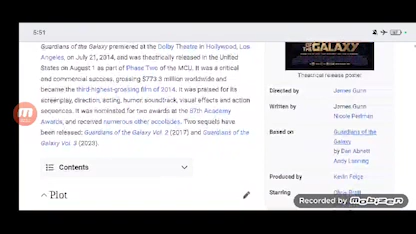 5:51
Guardians of the Galaxy premiered at the Dolby Theatre in Hollywood, Los
Angeles, on July 21, 2014, and was theatrically released in the United
States on August 1 as part of Phase Two of the MCU. It was a critical
and commercial success, grossing $773.3 million worldwide and
became the third-highest-grossing film of 2014. It was praised for its
screenplay, direction, acting, humor, soundtrack, visual effects and action
sequences. It was nominated for two awards at the 87th Academy
Awards, and received numerous other accolades. Two sequels have
been released: Guardians of the Galaxy Vol. 2 (2017) and Guardians of the
Galaxy Vol. 3 (2023).
Contents
Plot
GALAXY
Theatrical release poster
Directed by James Gunn
Written by James Gunn
Nicole Perlman
Based on Guardians of the
Galaxy
by Dan Abnett
Andy Lanning
Produced by Kevin Feige
Starring Chris Pratt
Recorded by mobizen